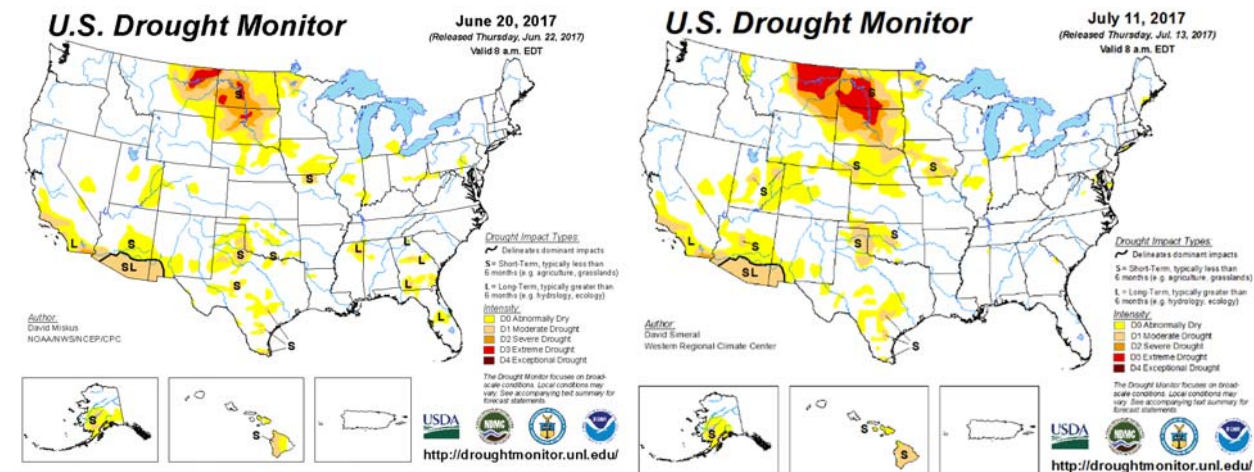 U.S. Drought Monitor
June 20, 2017
(Released Thursday, Jun. 22, 2017)
Valid 8 a.m. EDT
S
S
L
S
SL
S
S
S
S
L
L
L
L
Drought Impact Types:
Delineates dominant impacts
S = Short-Term, typically less than
6 months (e.g. agriculture, grasslands)
L = Long-Term, typically greater than
6 months (e.g. hydrology, ecology)
Intensity:
D0 Abnormally Dry
D1 Moderate Drought
D2 Severe Drought
D3 Extreme Drought
D4 Exceptional Drought
Author:
David Miskus
NOAA/NWS/NCEP/CPC
The Drought Monitor focuses on broad-
scale conditions. Local conditions may
vary. See accompanying text summary for
forecast statements.
S
S
USDA
NDMC
http://droughtmonitor.unl.edu/
U.S. Drought Monitor
July 11, 2017
(Released Thursday, Jul. 13, 2017)
Valid 8 a.m. EDT
S
S
S
S
L
S
SL
S
S
S
Drought Impact Types:
Delineates dominant impacts
S = Short-Term, typically less than
6 months (e.g. agriculture, grasslands)
L = Long-Term, typically greater than
6 months (e.g. hydrology, ecology)
Intensity:
D0 Abnormally Dry
D1 Moderate Drought
D2 Severe Drought
D3 Extreme Drought
D4 Exceptional Drought
Author:
David Simeral
Western Regional Climate Center
The Drought Monitor focuses on broad-
scale conditions. Local conditions may
vary. See accompanying text summary for
forecast statements.
S
S
S
USDA
NDMC
http://droughtmonitor.unl.edu/